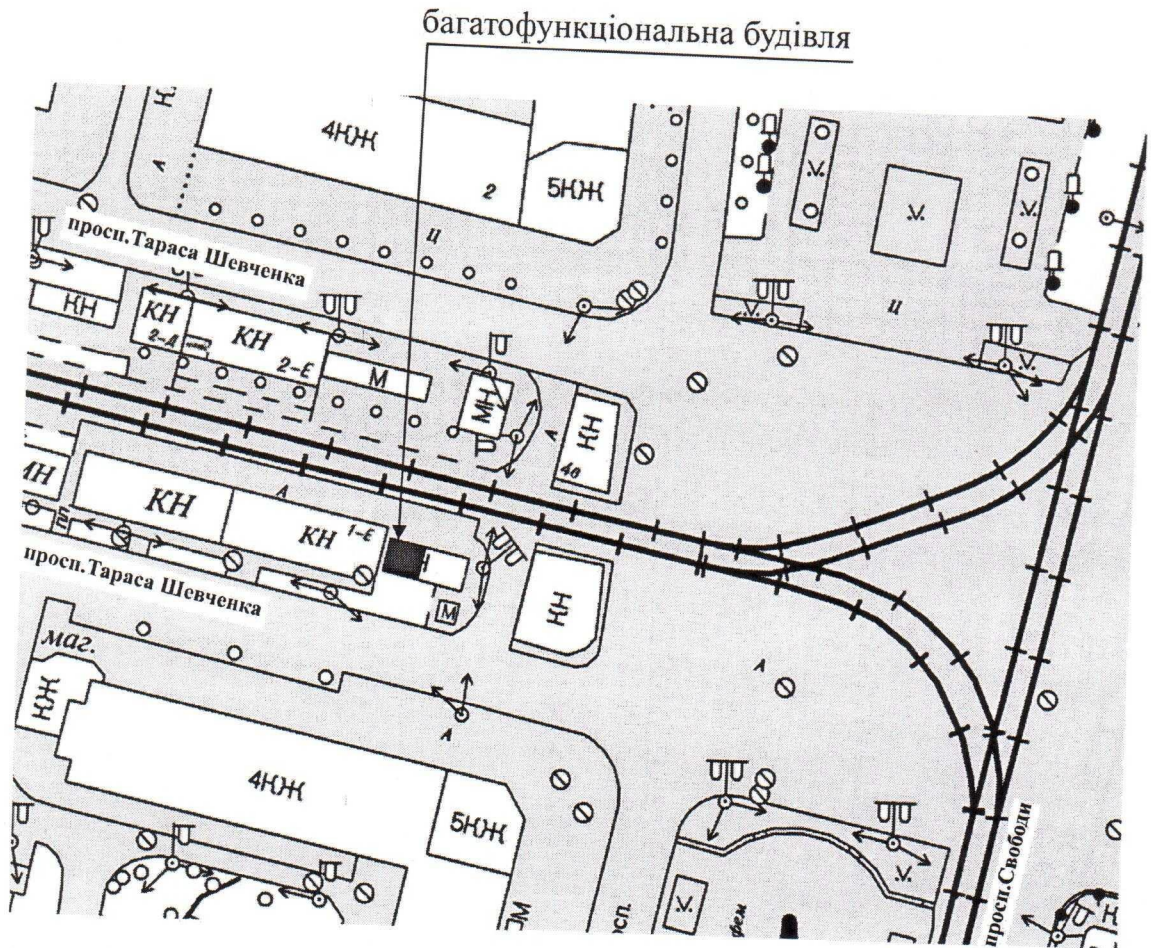 багатофункціональна будівля
4КЖ
5КЖ
2
А
Ц
Ц
просп.Тараса Шевченка
КН
КН
2-Д
КН
2-Е
М
МН
А
КН
4в
КН
А
КН
1-Є
пл
М
КН
просп.Тараса Шевченка
маг.
КЖ
А
А
4КЖ
5КЖ
просп.Свободи